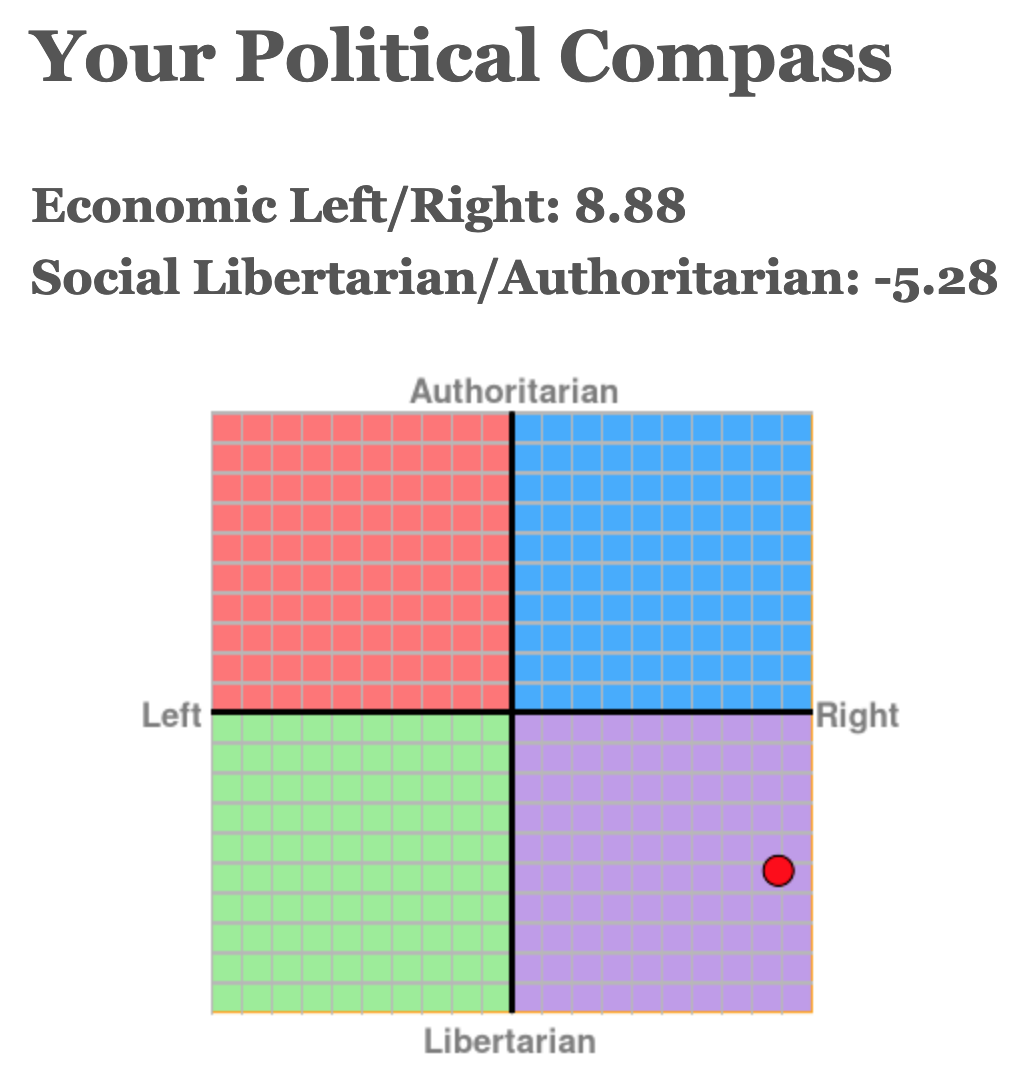 Your Political Compass
Economic Left/Right: 8.88
Social Libertarian/Authoritarian: -5.28
Authoritarian
Left
Right
Libertarian